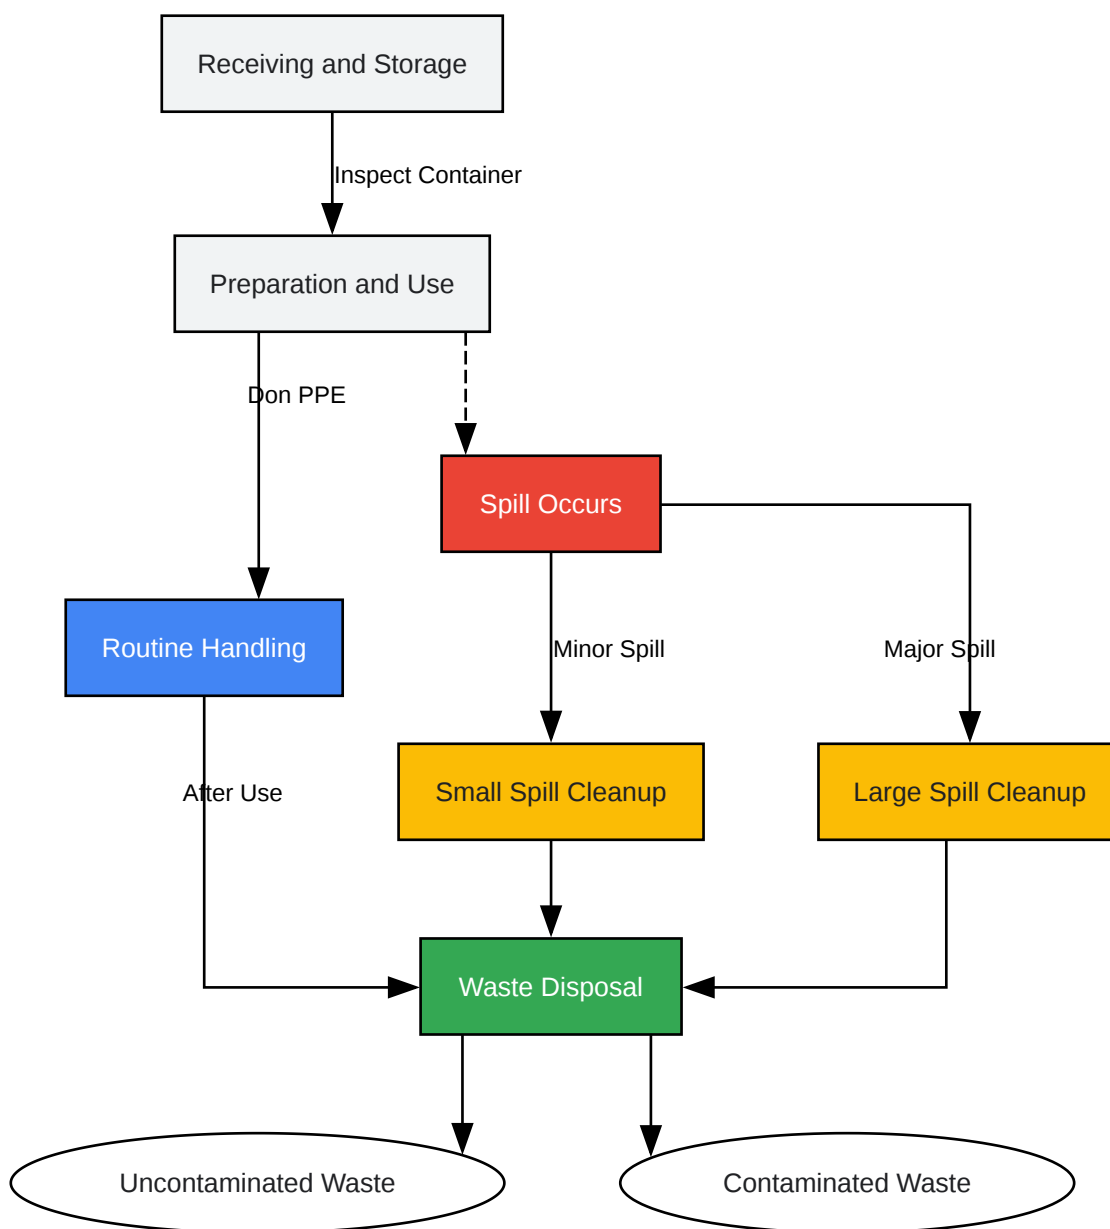 Receiving and Storage
Inspect Container
Preparation and Use
Don PPE
Spill Occurs
Routine Handling
Minor Spill
Major Spill
After Use
Small Spill Cleanup
Large Spill Cleanup
Waste Disposal
Uncontaminated Waste
Contaminated Waste